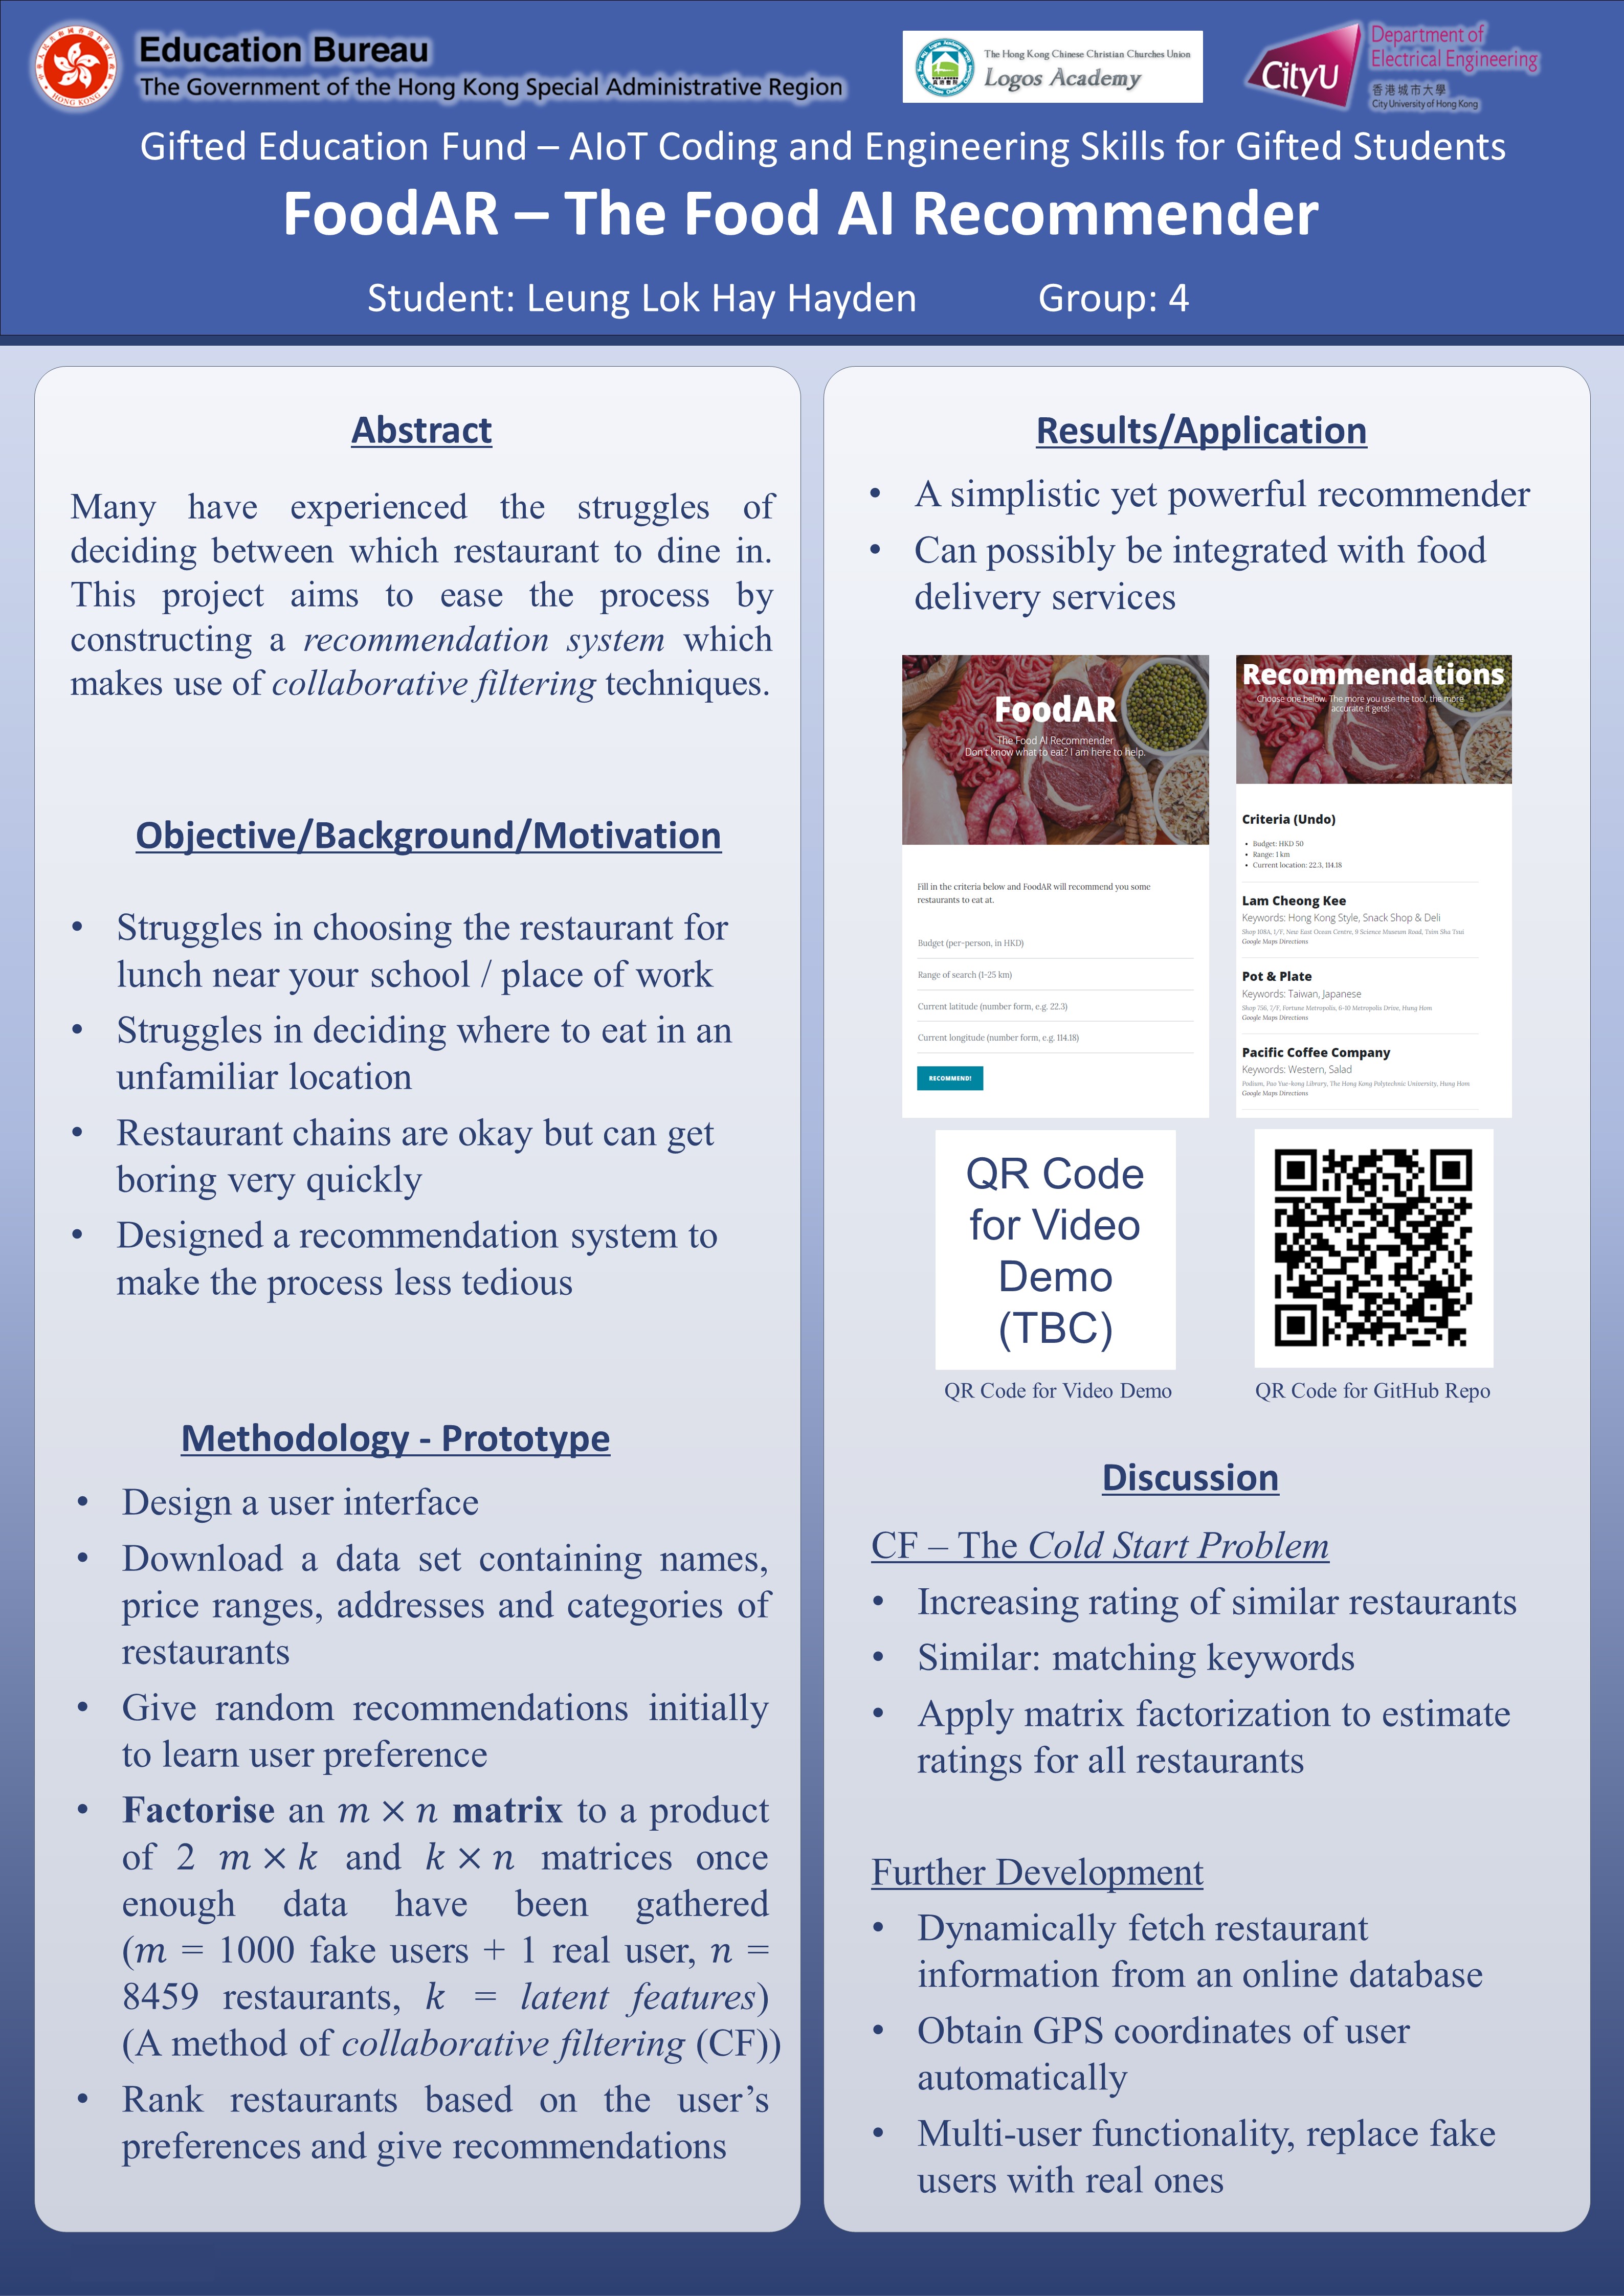 Education Bureau
The Government of the Hong Kong Special Administrative Region
The Hong Kong Chinese Christian Churches Union
Logos Academy
CityU
Department of
Electrical Engineering
香港城市大學
City University of Hong Kong
HONG KONG
Gifted Education Fund – AIoT Coding and Engineering Skills for Gifted Students
FoodAR – The Food AI Recommender
Student: Leung Lok Hay Hayden Group: 4
Abstract
Many have experienced the struggles of
deciding between which restaurant to dine in.
This project aims to ease the process by
constructing a recommendation system which
makes use of collaborative filtering techniques.
Objective/Background/Motivation
• Struggles in choosing the restaurant for
lunch near your school / place of work
• Struggles in deciding where to eat in an
unfamiliar location
• Restaurant chains are okay but can get
boring very quickly
• Designed a recommendation system to
make the process less tedious
Methodology - Prototype
• Design a user interface
• Download a data set containing names,
price ranges, addresses and categories of
restaurants
• Give random recommendations initially
to learn user preference
• Factorise an m × n matrix to a product
of 2 m × k and k × n matrices once
enough data have been gathered
(m = 1000 fake users + 1 real user, n =
8459 restaurants, k = latent features)
(A method of collaborative filtering (CF))
• Rank restaurants based on the user’s
preferences and give recommendations
Results/Application
• A simplistic yet powerful recommender
• Can possibly be integrated with food
delivery services
FoodAR
The Food AI Recommender
Don't know what to eat? I am here to help.
Fill in the criteria below and FoodAR will recommend you some
restaurants to eat at.
Budget (per-person, in HKD)
Range of search (1-25 km)
Current latitude (number form, e.g. 22.3)
Current longitude (number form, e.g. 114.18)
RECOMMEND!
Recommendations
Choose one below. The more you use the tool, the more
accurate it gets!
Criteria (Undo)
• Budget: HKD 50
• Range: 1 km
• Current location: 22.3, 114.18
Lam Cheong Kee
Keywords: Hong Kong Style, Snack Shop & Deli
Shop 108A, 1/F, New East Ocean Centre, 9 Science Museum Road, Tsim Sha Tsui
Google Maps Directions
Pot & Plate
Keywords: Taiwan, Japanese
Shop 756, 7/F, Fortune Metropolis, 6-10 Metropolis Drive, Hung Hom
Google Maps Directions
Pacific Coffee Company
Keywords: Western, Salad
Podium, Pao Yue-kong Library, The Hong Kong Polytechnic University, Hung Hom
Google Maps Directions
QR Code
for Video
Demo
(TBC)
QR Code for Video Demo
QR Code for GitHub Repo
Discussion
CF – The Cold Start Problem
• Increasing rating of similar restaurants
• Similar: matching keywords
• Apply matrix factorization to estimate
ratings for all restaurants
Further Development
• Dynamically fetch restaurant
information from an online database
• Obtain GPS coordinates of user
automatically
• Multi-user functionality, replace fake
users with real ones